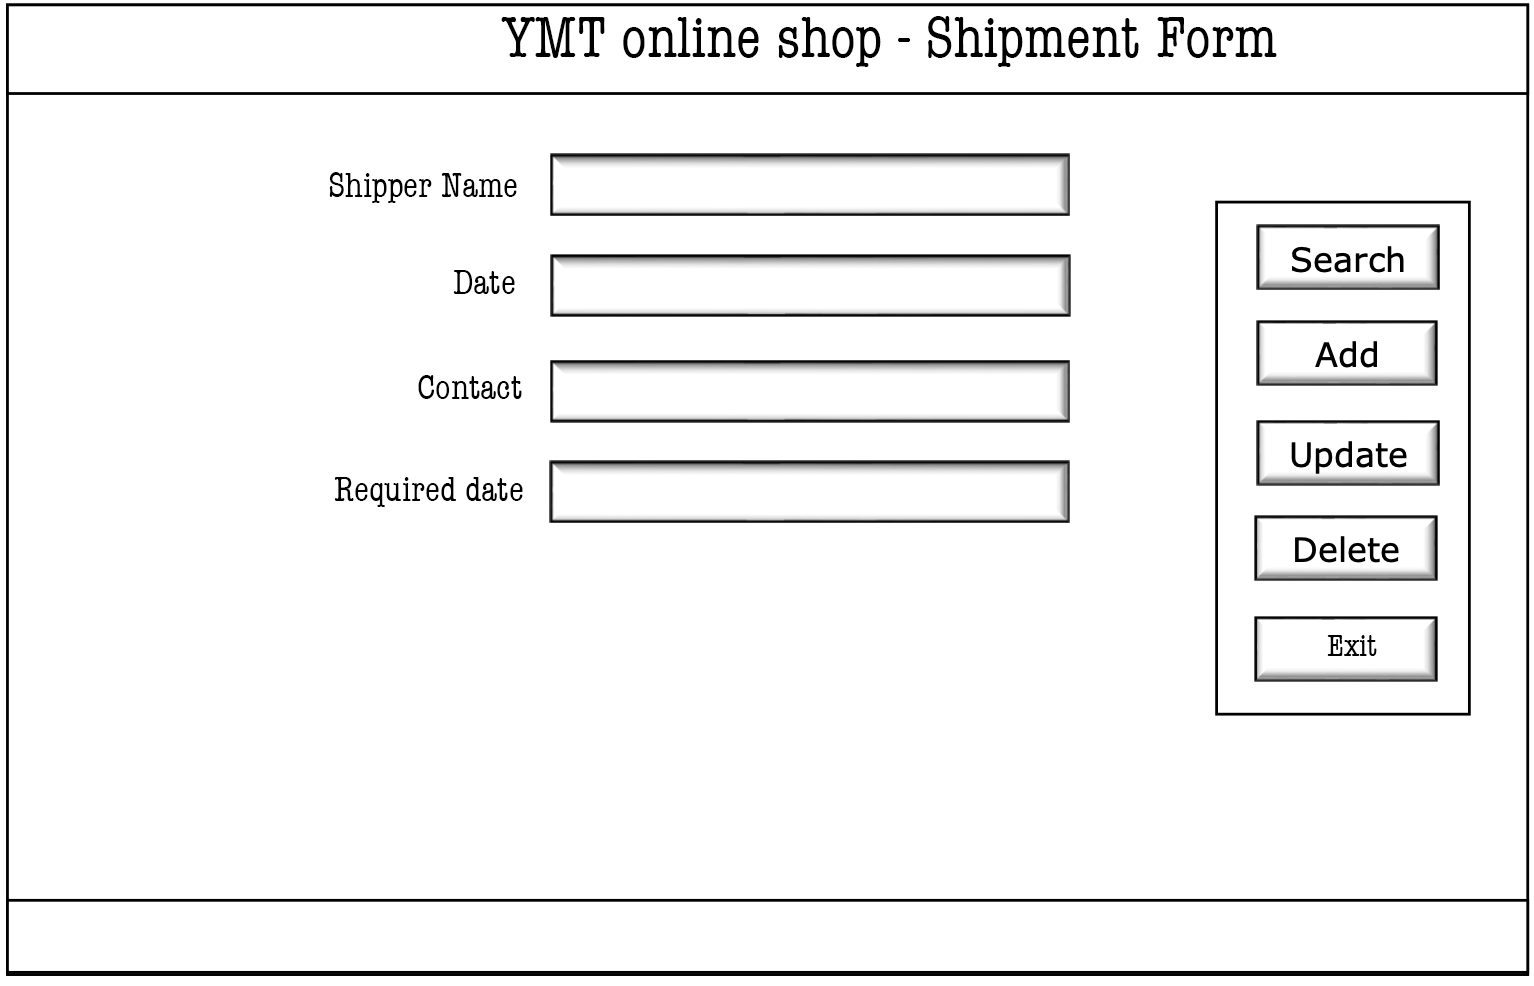 YMT online shop - Shipment Form
Shipper Name
Date
Contact
Required date
Search
Add
Update
Delete
Exit